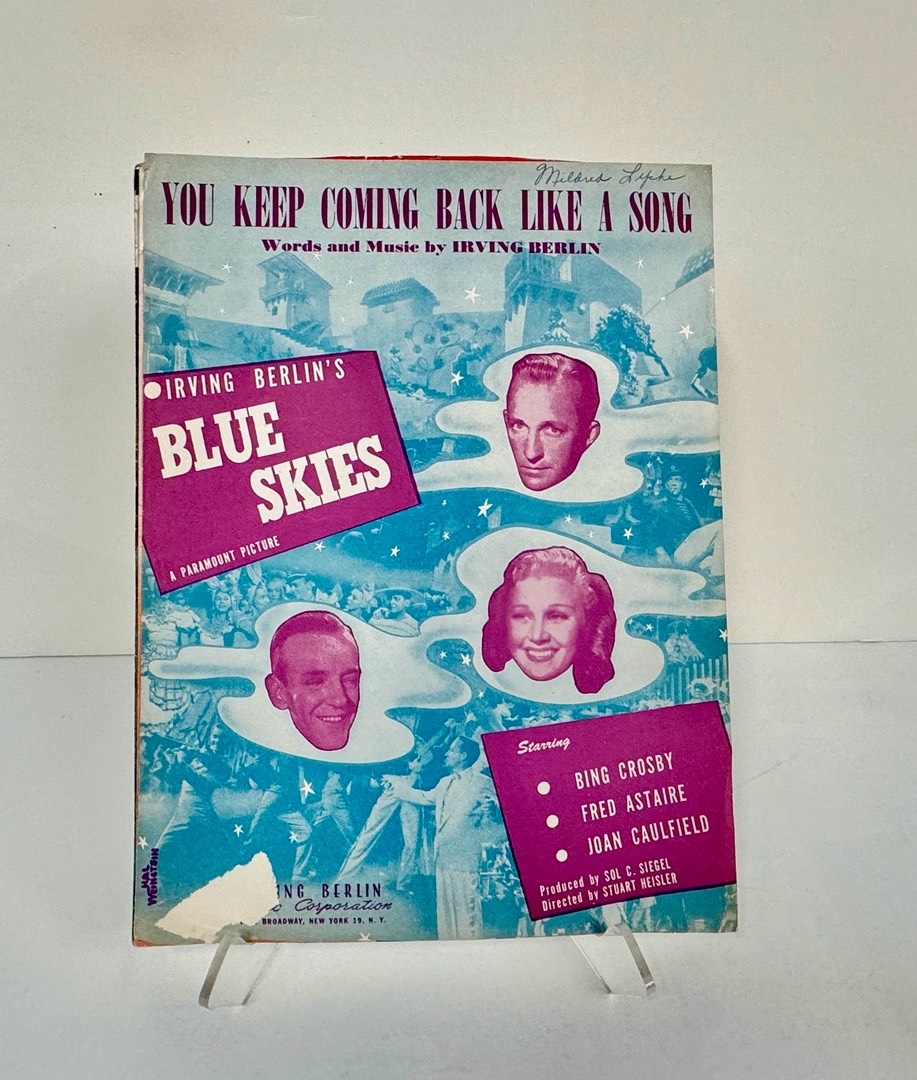 Mildred Lipke
YOU KEEP COMING BACK LIKE A SONG
Words and Music by IRVING BERLIN
IRVING BERLIN'S
BLUE
SKIES
A PARAMOUNT PICTURE
Starring
BING CROSBY
FRED ASTAIRE
JOAN CAULFIELD
Produced by SOL C. SIEGEL
Directed by STUART HEISLER
HAL
WEINSTEIN
ING BERLIN
c Corporation
BROADWAY, NEW YORK 19, N. Y.